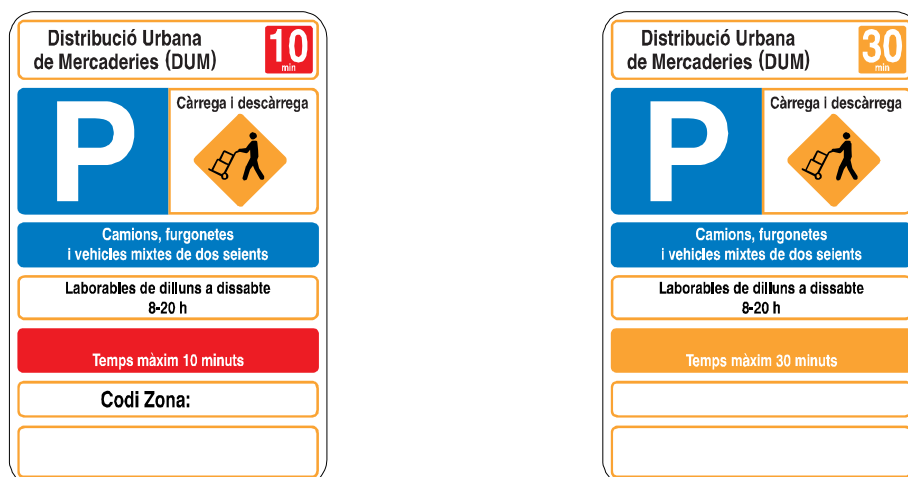 Distribució Urbana
de Mercaderies (DUM)
10
min
P
Càrrega i descàrrega
Camions, furgonetes
i vehicles mixtes de dos seients
Laborables de dilluns a dissabte
8-20 h
Temps màxim 10 minuts
Codi Zona:
Distribució Urbana
de Mercaderies (DUM)
30
min
P
Càrrega i descàrrega
Camions, furgonetes
i vehicles mixtes de dos seients
Laborables de dilluns a dissabte
8-20 h
Temps màxim 30 minuts